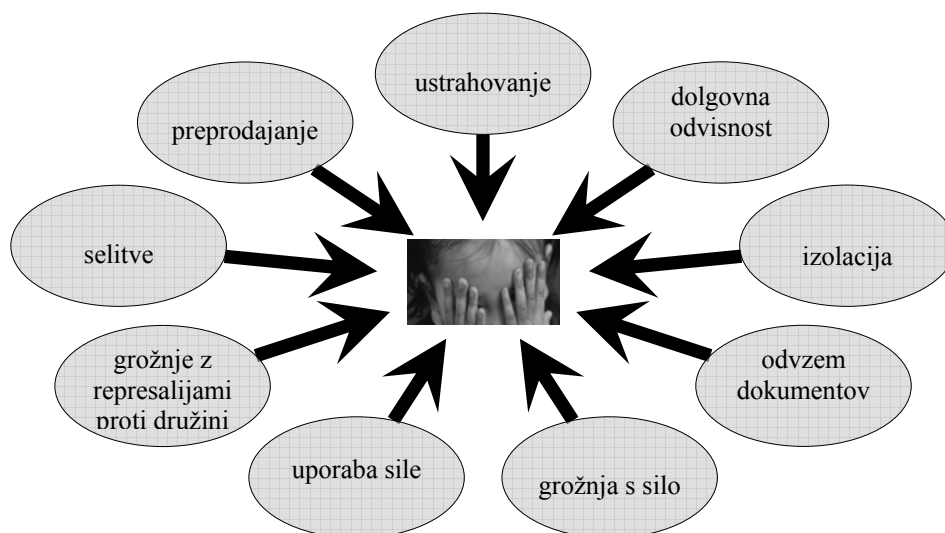 ustrahovanje
dolgovna
odvisnost
preprodajanje
selitve
izolacija
grožnje z
represalijami
proti družini
odvzem
dokumentov
uporaba sile
grožnja s silo